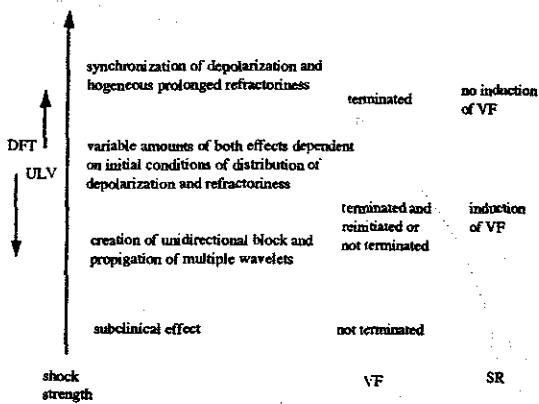 synchronization of depolarization and
hogeneous prolonged refractoriness
terminated
no induction
of VF
DFT
ULV
variable amounts of both effects dependent
on initial conditions of distribution of
depolarization and refractoriness
creation of unidirectional block and
propigation of multiple wavelets
terminated and
reinitiated or
not terminated
induction
of VF
subclinical effect
not terminated
shock
strength
VF
SR